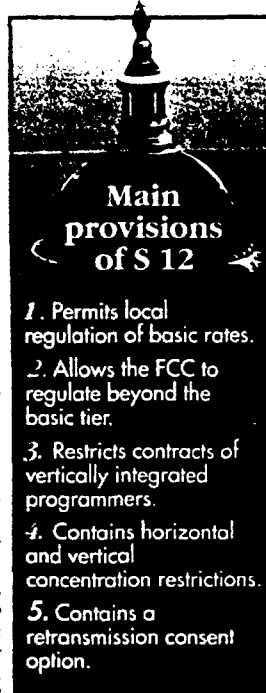 Main
provisions
of S 12
1. Permits local
regulation of basic rates.
2. Allows the FCC to
regulate beyond the
basic tier.
3. Restricts contracts of
vertically integrated
programmers.
4. Contains horizontal
and vertical
concentration restrictions.
5. Contains a
retransmission consent
option.